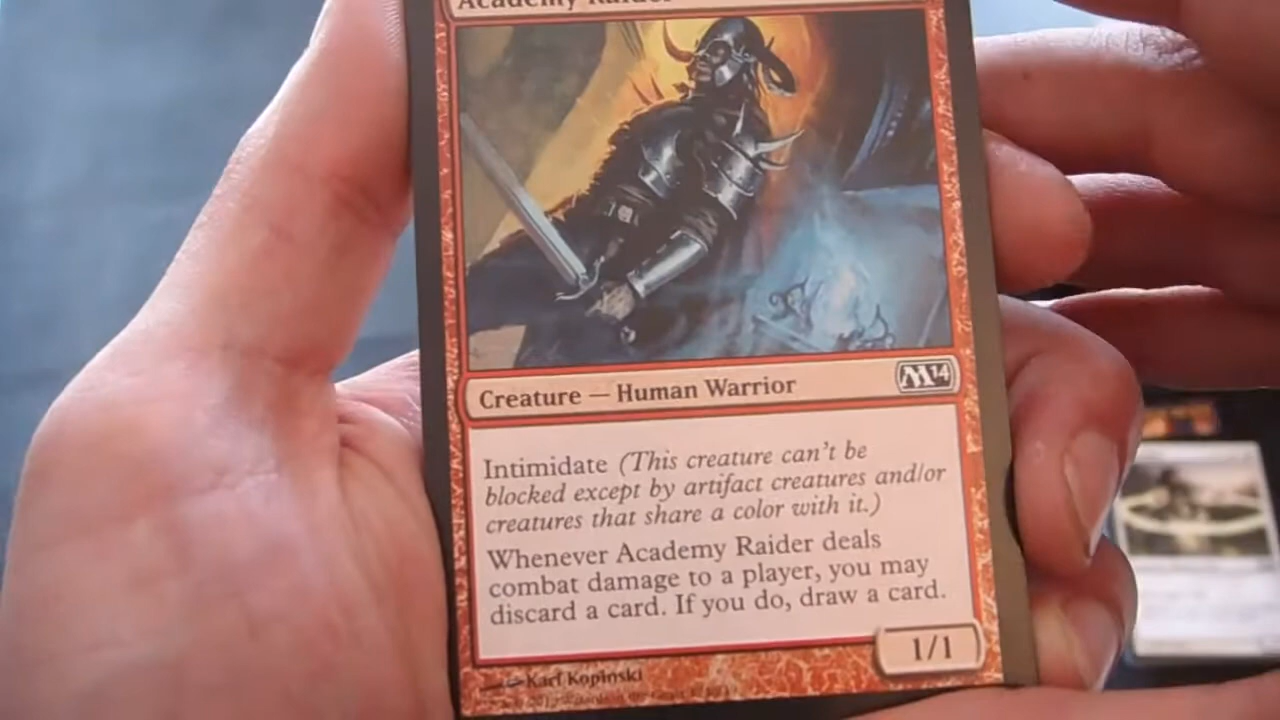 Academy Raider
Creature — Human Warrior
M14
Intimidate (This creature can't be
blocked except by artifact creatures and/or
creatures that share a color with it.)
Whenever Academy Raider deals
combat damage to a player, you may
discard a card. If you do, draw a card.
1/1
Karl Kopinski